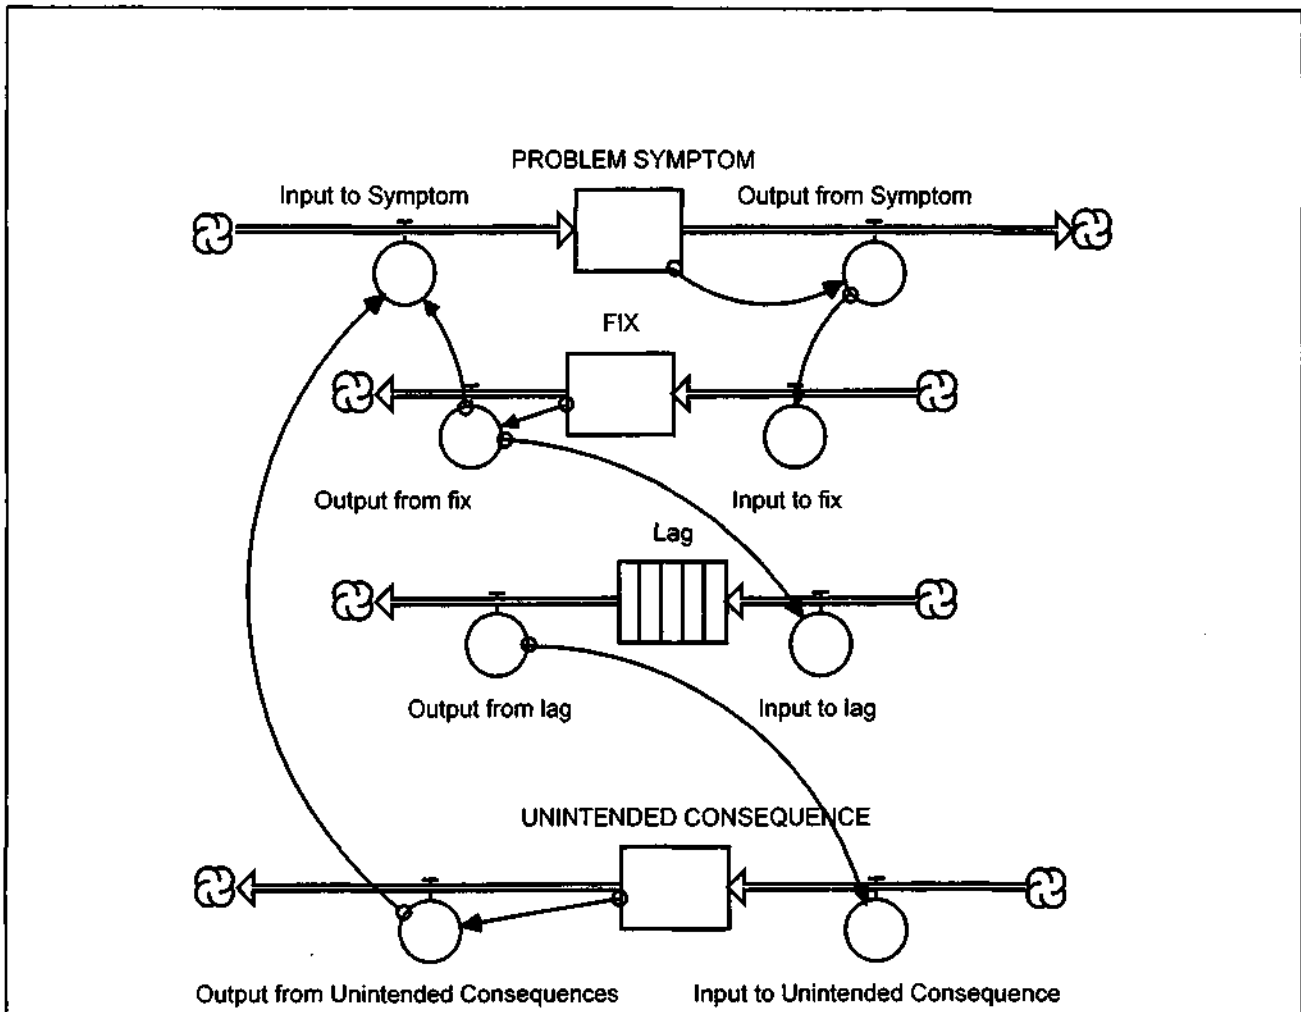 PROBLEM SYMPTOM
Input to Symptom
Output from Symptom
FIX
Output from fix
Input to fix
Lag
Output from lag
Input to lag
UNINTENDED CONSEQUENCE
Output from Unintended Consequences
Input to Unintended Consequence